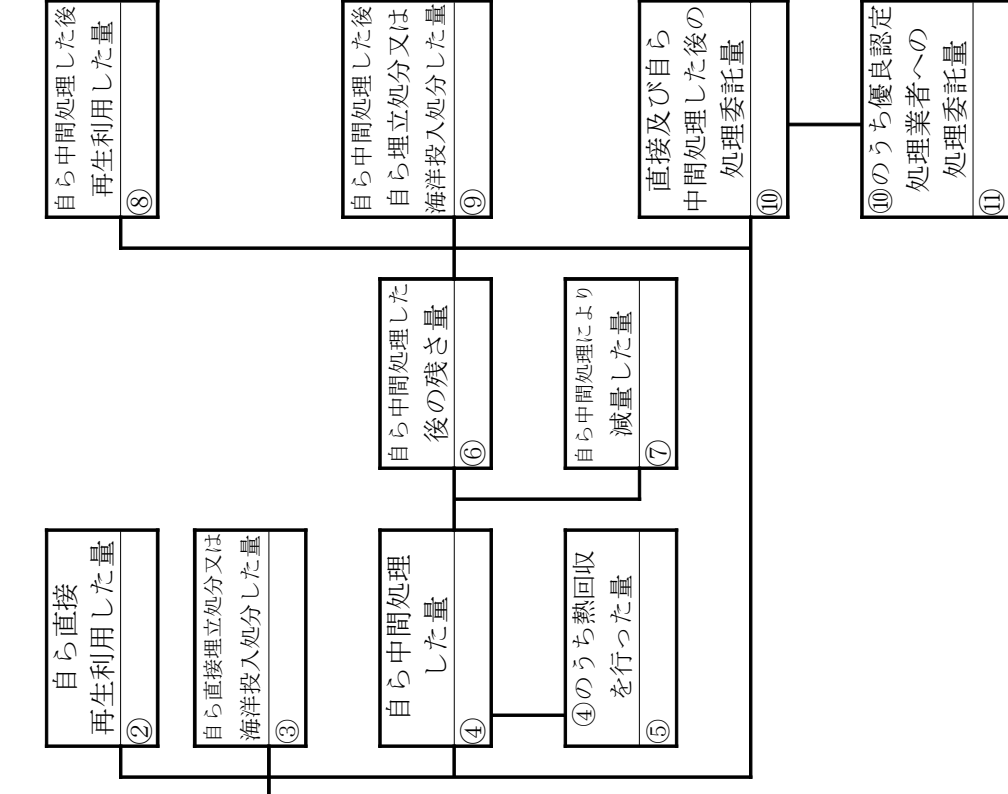 自ら直接
再生利用した量
②
自ら直接埋立処分又は
海洋投入処分した量
③
自ら中間処理
した量
④
④のうち熱回収
を行った量
⑤
自ら中間処理した
後の残さ量
⑥
自ら中間処理により
減量した量
⑦
自ら中間処理した後
再生利用した量
⑧
自ら中間処理した後
自ら埋立処分又は
海洋投入処分した量
⑨
直接及び自ら
中間処理した後の
処理委託量
⑩
⑩のうち優良認定
処理業者への
処理委託量
⑪